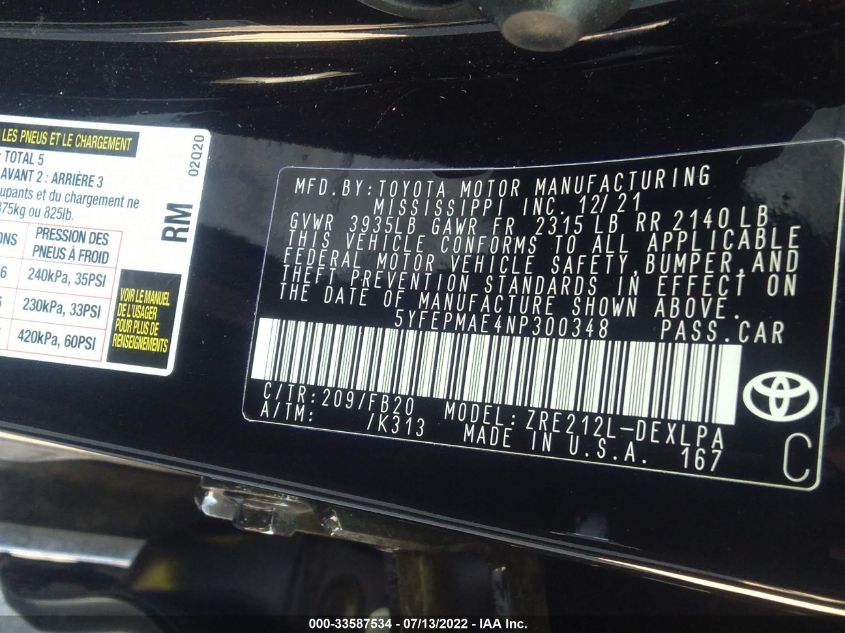 LES PNEUS ET LE CHARGEMENT
TOTAL 5
AVANT 2 : ARRIÈRE 3
upants et du chargement ne
375kg ou 825lb.
ONS
PRESSION DES
PNEUS À FROID
6
240kPa, 35PSI
230kPa, 33PSI
420kPa, 60PSI
02Q20
RM
VOIR LE MANUEL
DE L'USAGER
POUR PLUS DE
RENSEIGNEMENTS
MFD. BY: TOYOTA MOTOR MANUFACTURING
MISSISSIPPI INC. 12/21
GVWR 3935LB GAWR FR 2315 LB RR 2140 LB
THIS VEHICLE CONFORMS TO ALL APPLICABLE
FEDERAL MOTOR VEHICLE SAFETY, BUMPER, AND
THEFT PREVENTION STANDARDS IN EFFECT ON
THE DATE OF MANUFACTURE SHOWN ABOVE.
5YFEPMAE4NP300348 PASS.CAR
C/TR: 209/FB20 MODEL: ZRE212L-DEXLPA
A/TM: /K313 MADE IN U.S.A. 167
C
000-33587534 / 07/13/2022 - IAA Inc.